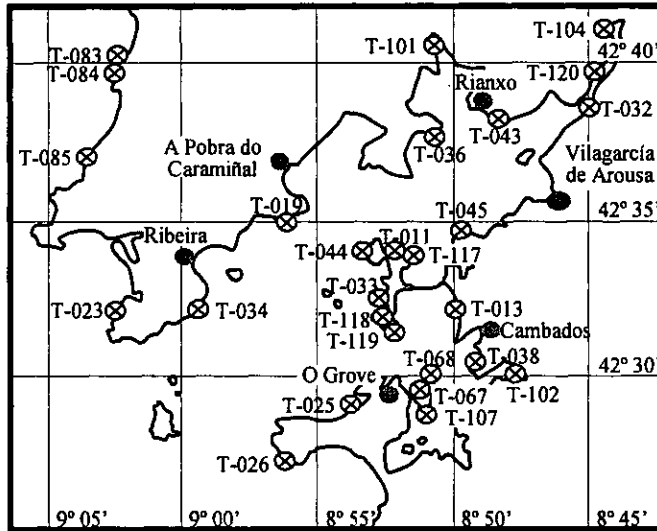 T-104
T-101
42° 40'
T-083
T-084
T-120
Rianxo
T-032
T-043
T-036
T-085
A Pobra do
Caramiñal
Vilagarcía
de Arousa
T-019
T-045
42° 35'
Ribeira
T-044
T-011
T-117
T-033
T-023
T-034
T-118
T-013
T-119
Cambados
T-068
T-038
42° 30'
O Grove
T-067
T-102
T-025
T-107
T-026
9° 05'
9° 00'
8° 55'
8° 50'
8° 45'